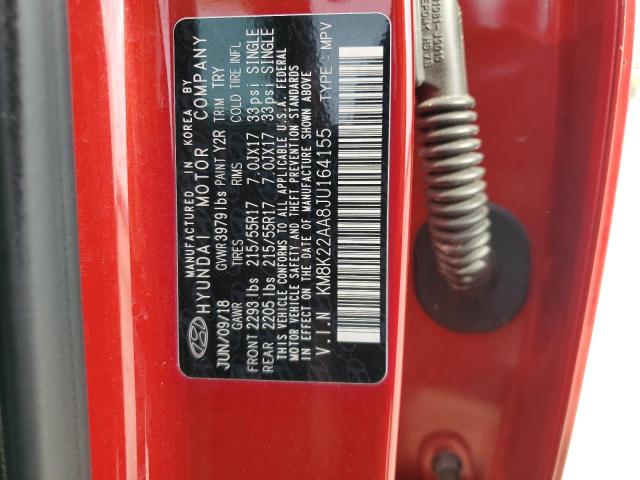 MANUFACTURED IN KOREA BY
HYUNDAI MOTOR COMPANY
JUN/09/18 GVWR3979lbs PAINT Y2R TRIM TRY
GAWR TIRES RIMS COLD TIRE INFL
FRONT 2293 lbs 215/55R17 7.0JX17 33psi SINGLE
REAR 2205 lbs 215/55R17 7.0JX17 33psi SINGLE
THIS VEHICLE CONFORMS TO ALL APPLICABLE U.S.A. FEDERAL
MOTOR VEHICLE SAFETY AND THEFT PREVENTION STANDARDS
IN EFFECT ON THE DATE OF MANUFACTURE SHOWN ABOVE.
V.I.N KM8K22AA8JU164155 TYPE : MPV